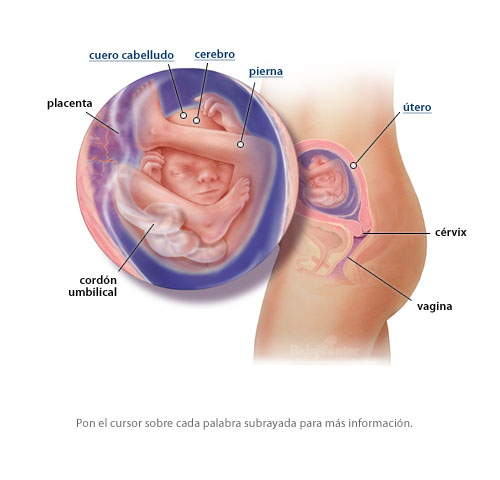 cuero cabelludo
cerebro
pierna
placenta
útero
cérvix
cordón
umbilical
vagina
BabyCenter
Pon el cursor sobre cada palabra subrayada para más información.